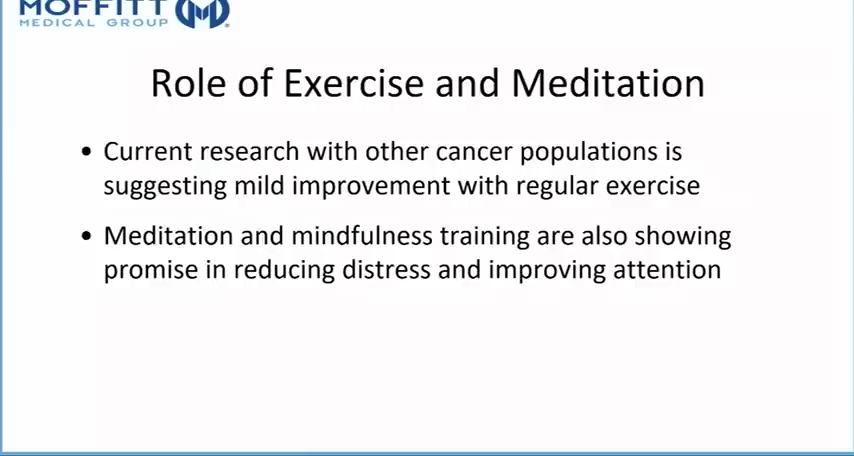 MOFFITT
MEDICAL GROUP
Role of Exercise and Meditation
• Current research with other cancer populations is
suggesting mild improvement with regular exercise
• Meditation and mindfulness training are also showing
promise in reducing distress and improving attention